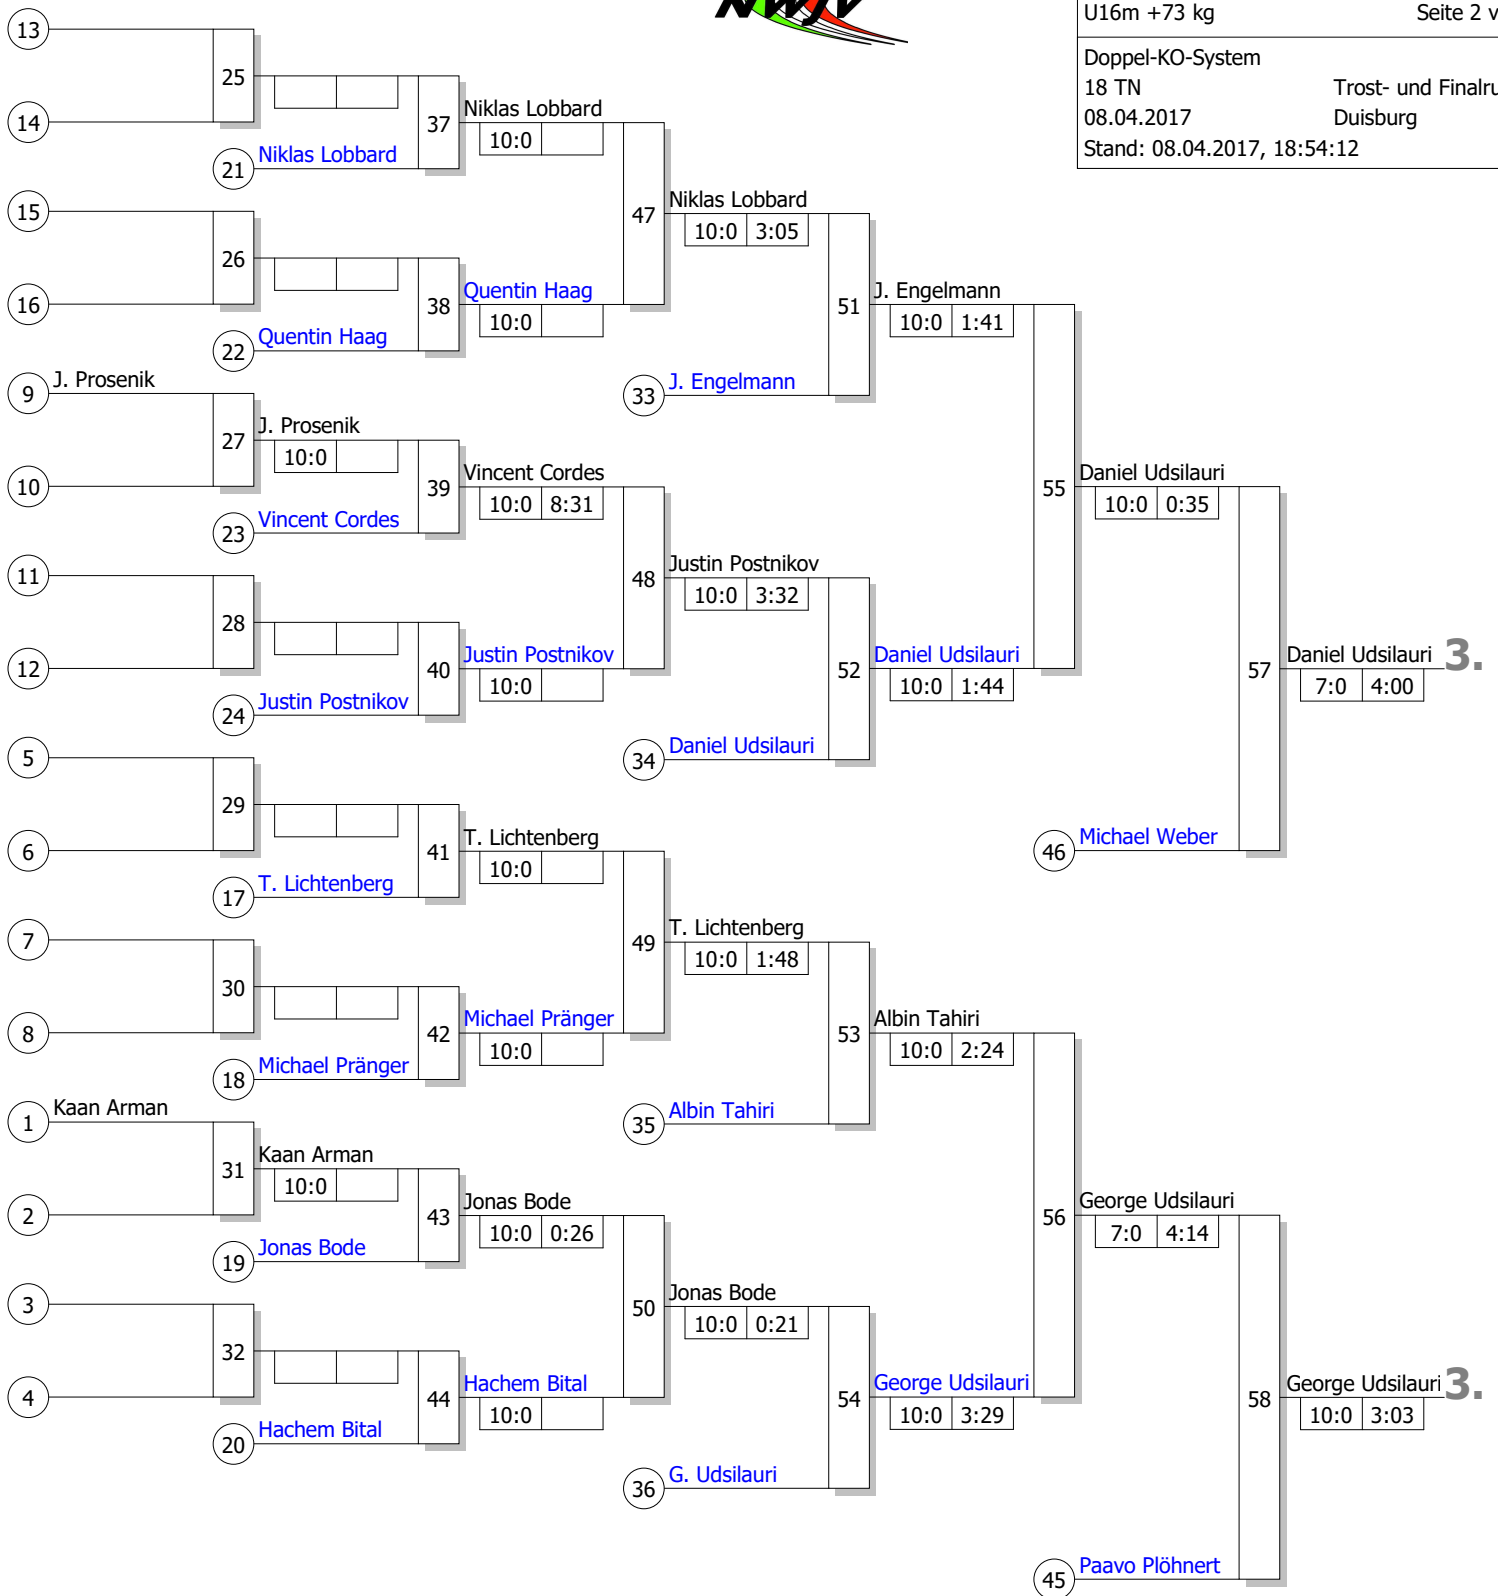 NWJV
U16m +73 kg Seite 2 v
Doppel-KO-System
18 TN Trost- und Finalru
08.04.2017 Duisburg
Stand: 08.04.2017, 18:54:12
13
25
14
37
Niklas Lobbard
10:0
21
Niklas Lobbard
47
Niklas Lobbard
10:0 3:05
15
26
16
38
Quentin Haag
10:0
22
Quentin Haag
51
J. Engelmann
10:0 1:41
33
J. Engelmann
9
J. Prosenik
27
J. Prosenik
10:0
10
39
Vincent Cordes
10:0 8:31
23
Vincent Cordes
55
Daniel Udsilauri
10:0 0:35
48
Justin Postnikov
10:0 3:32
11
28
12
40
Justin Postnikov
10:0
24
Justin Postnikov
52
Daniel Udsilauri
10:0 1:44
34
Daniel Udsilauri
57
Daniel Udsilauri
3.
7:0 4:00
46
Michael Weber
5
29
6
41
T. Lichtenberg
10:0
17
T. Lichtenberg
49
T. Lichtenberg
10:0 1:48
7
30
8
42
Michael Pränger
10:0
18
Michael Pränger
53
Albin Tahiri
10:0 2:24
35
Albin Tahiri
1
Kaan Arman
31
Kaan Arman
10:0
2
43
Jonas Bode
10:0 0:26
19
Jonas Bode
56
George Udsilauri
7:0 4:14
50
Jonas Bode
10:0 0:21
3
32
4
44
Hachem Bital
10:0
20
Hachem Bital
54
George Udsilauri
10:0 3:29
36
G. Udsilauri
58
George Udsilauri
3.
10:0 3:03
45
Paavo Plöhnert